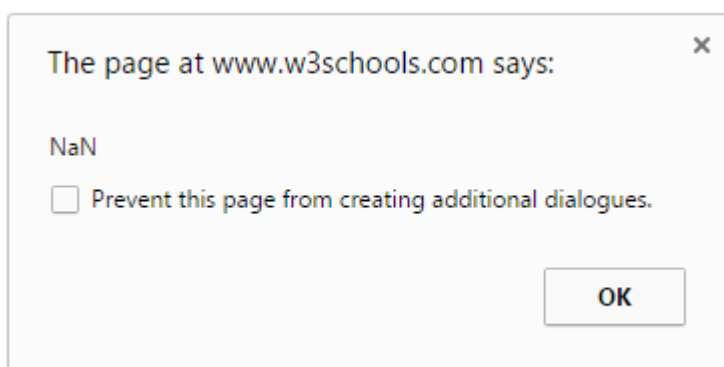 The page at www.w3schools.com says:
NaN
Prevent this page from creating additional dialogues.
OK